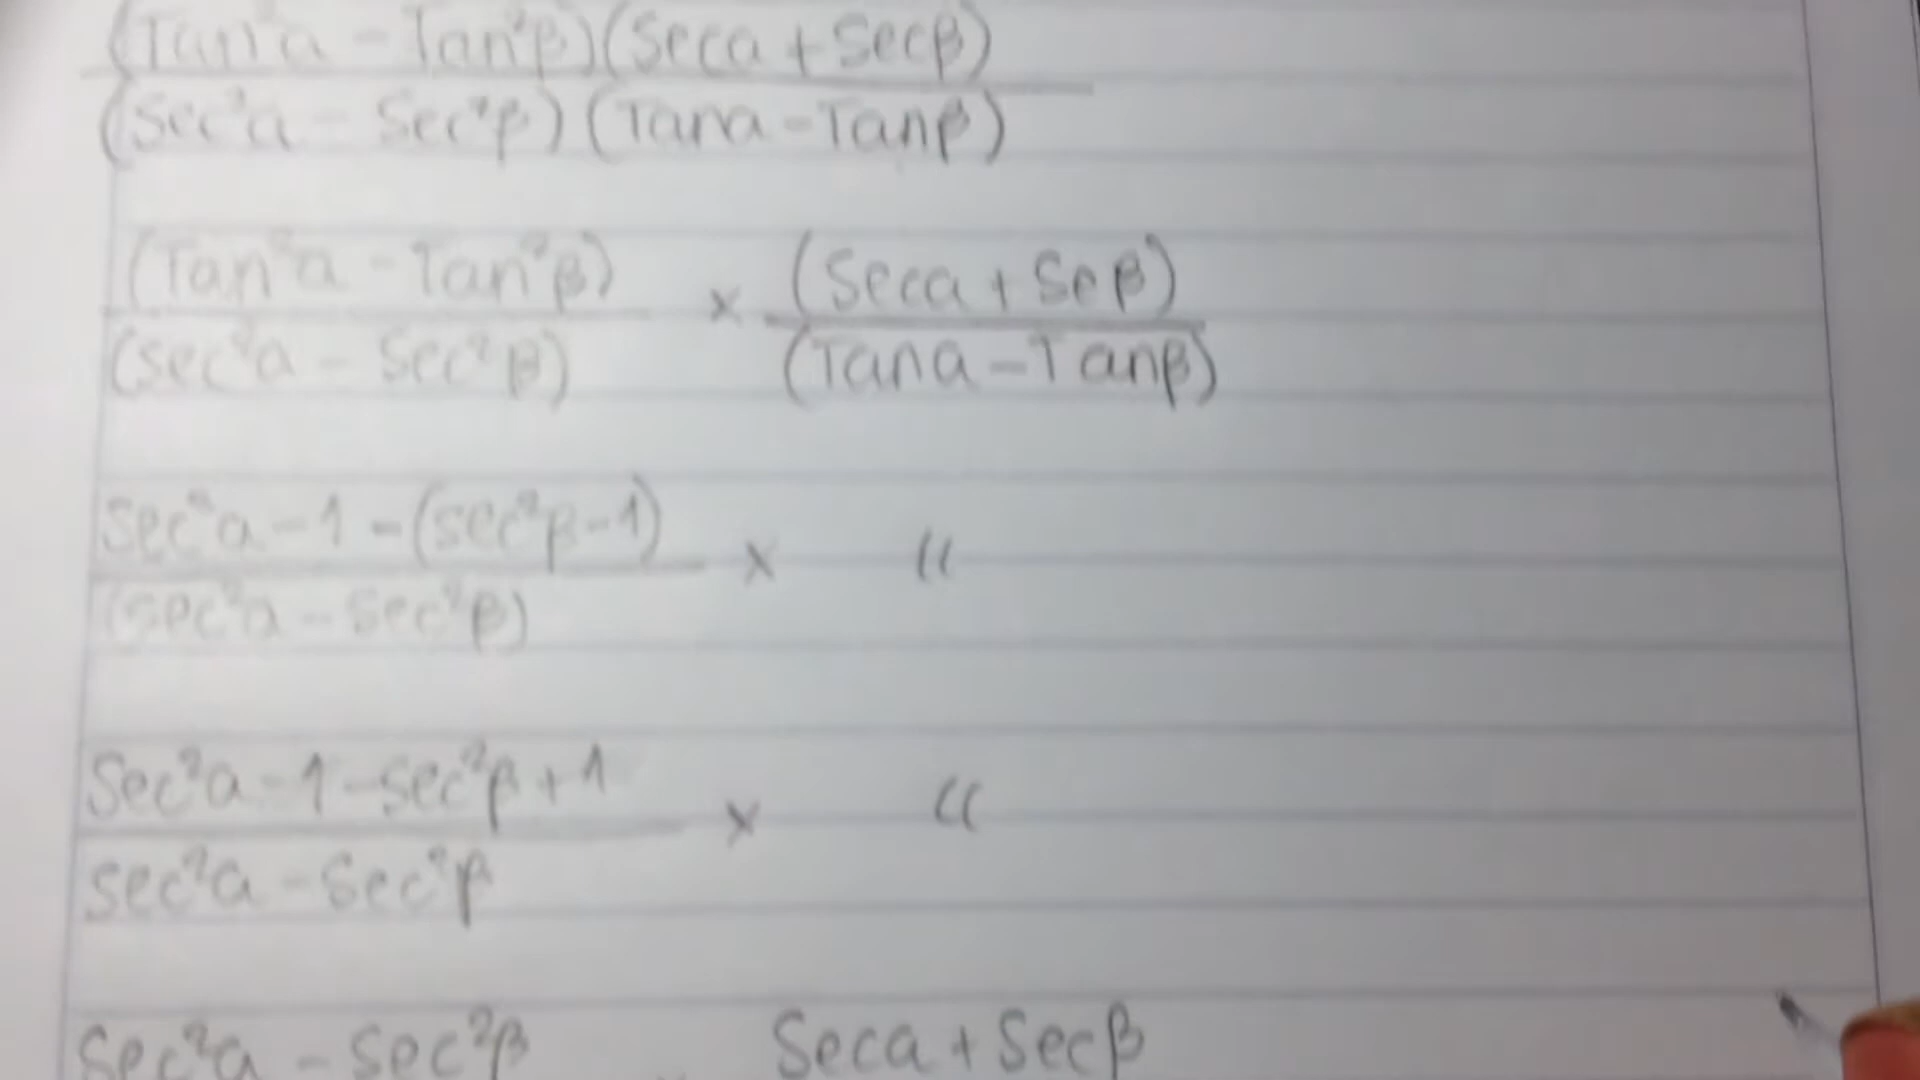 (Tan²a - Tan²β)(Seca + Secβ)
(Sec²a - Sec²β)(Tana - Tanβ)
(Tan²a - Tan²β) x (Seca + Seβ)
(Sec²a - Sec²β) (Tana - Tanβ)
Sec²a - 1 - (Sec²β - 1) x "
(Sec²a - Sec²β)
Sec²a - 1 - Sec²β + 1 x "
Sec²a - Sec²β
Sec²a - Sec²β Seca + Secβ